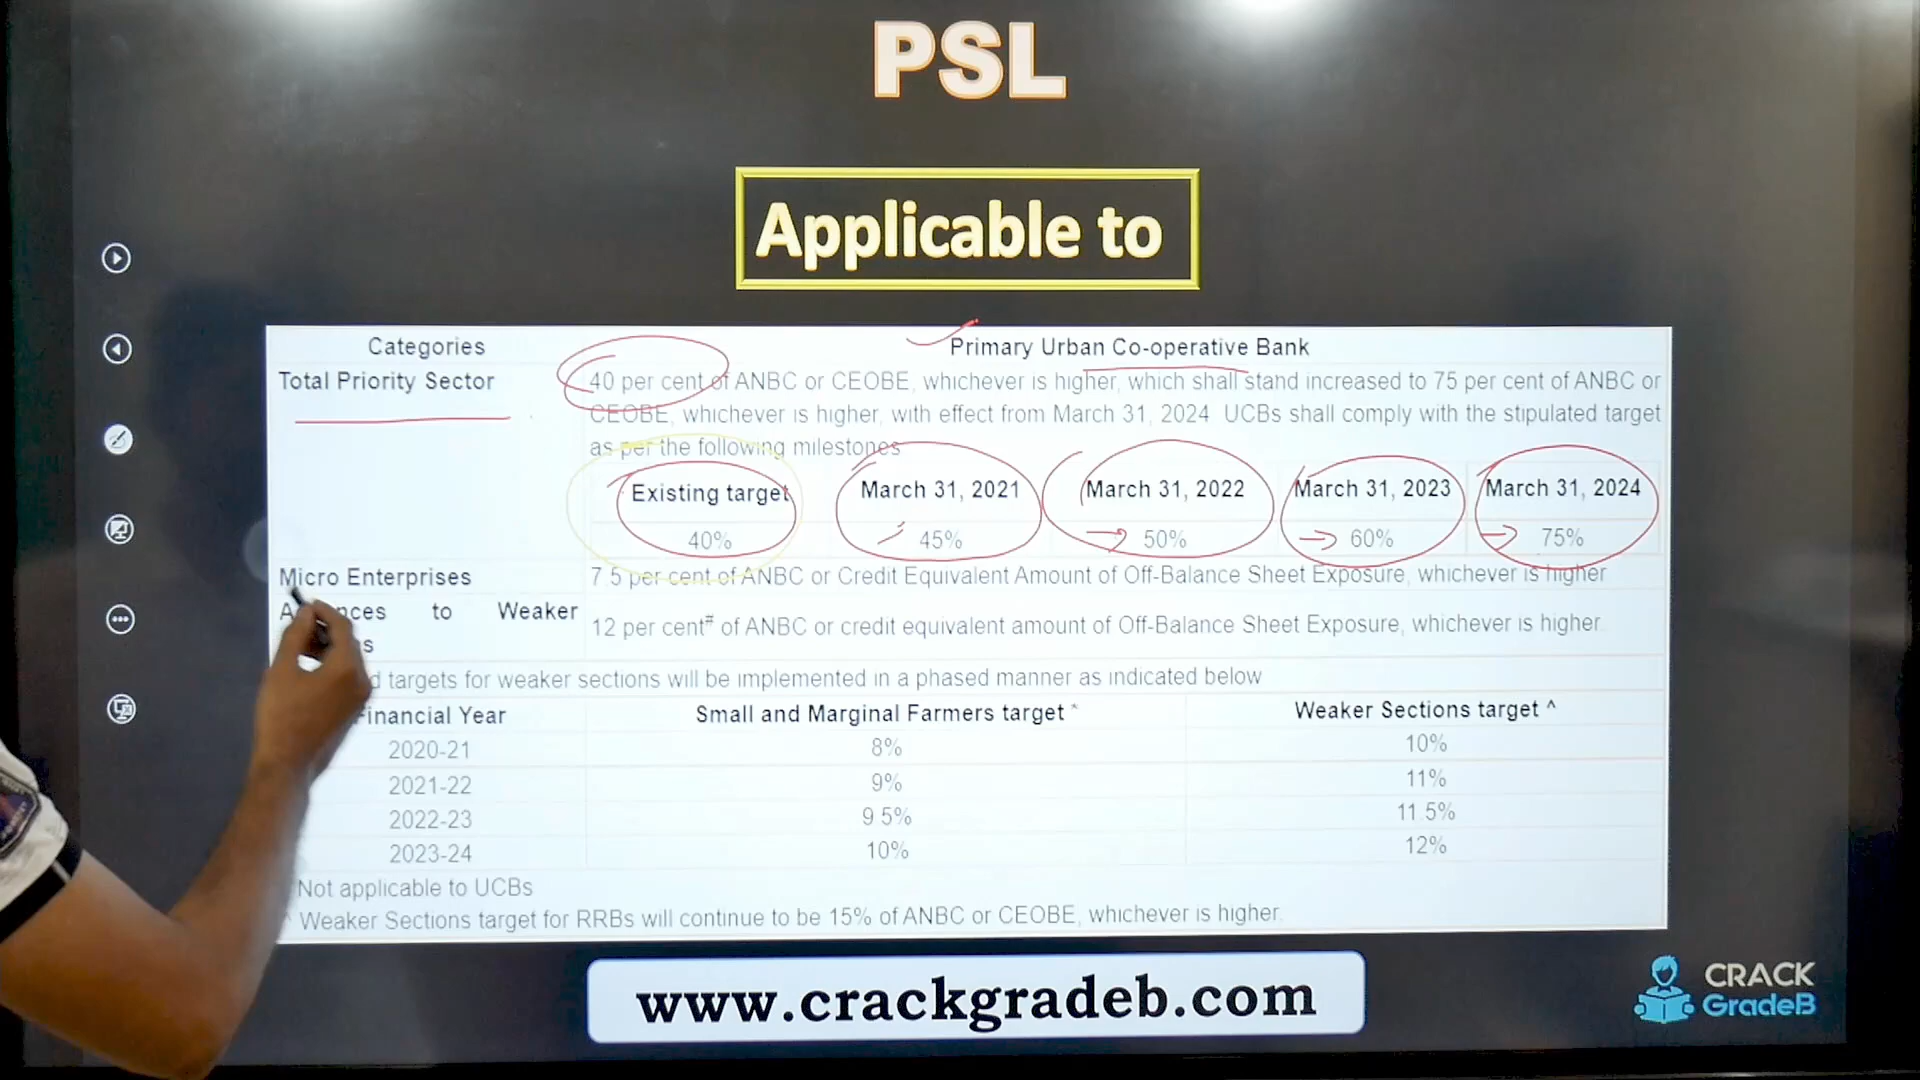 PSL
Applicable to
Categories Primary Urban Co-operative Bank
Total Priority Sector 40 per cent of ANBC or CEOBE, whichever is higher, which shall stand increased to 75 per cent of ANBC or
CEOBE, whichever is higher, with effect from March 31, 2024 UCBs shall comply with the stipulated target
as per the following milestones
Existing target March 31, 2021 March 31, 2022 March 31, 2023 March 31, 2024
40% 45% 50% 60% 75%
Micro Enterprises 7.5 per cent of ANBC or Credit Equivalent Amount of Off-Balance Sheet Exposure, whichever is higher
to Weaker
12 per cent# of ANBC or credit equivalent amount of Off-Balance Sheet Exposure, whichever is higher.
targets for weaker sections will be implemented in a phased manner as indicated below
Financial Year Small and Marginal Farmers target * Weaker Sections target ^
2020-21 8% 10%
2021-22 9% 11%
2022-23 9.5% 11.5%
2023-24 10% 12%
Not applicable to UCBs
^ Weaker Sections target for RRBs will continue to be 15% of ANBC or CEOBE, whichever is higher.
www.crackgradeb.com
CRACK
GradeB